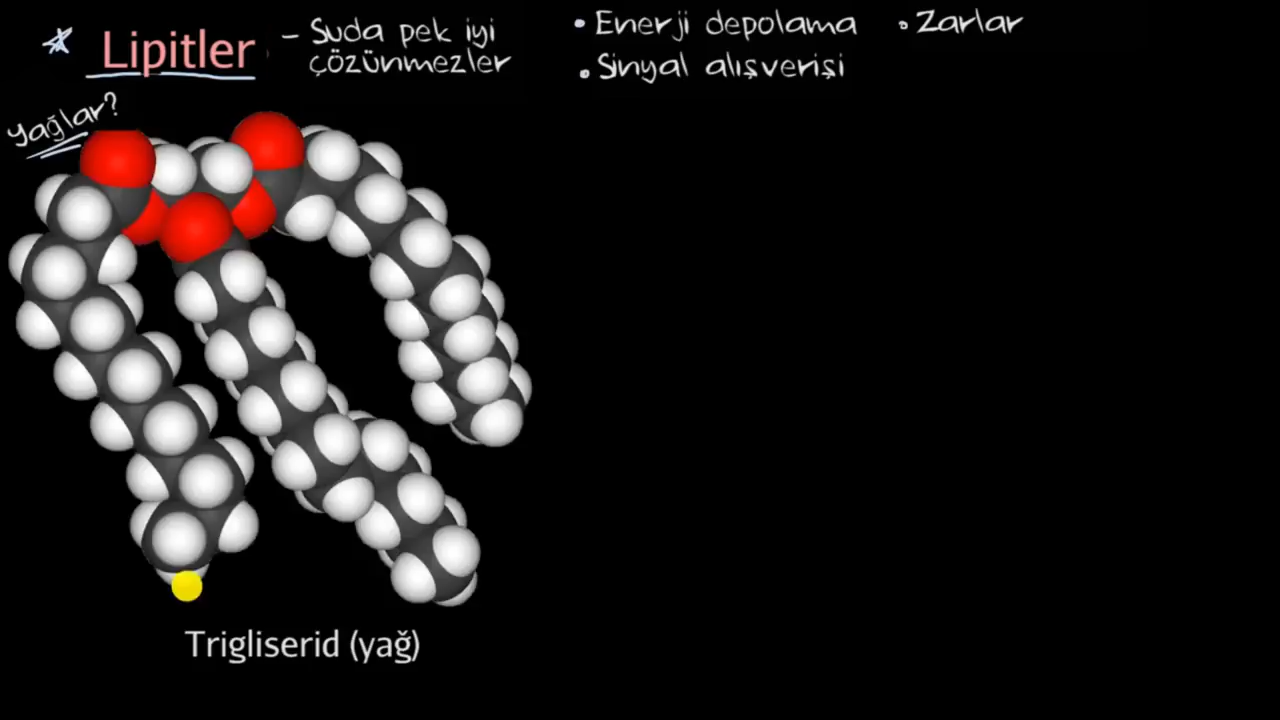 * Lipitler
- Suda pek iyi
çözünmezler
• Enerji depolama
• Zarlar
• Sinyal alışverişi
yağlar?
Trigliserid (yağ)